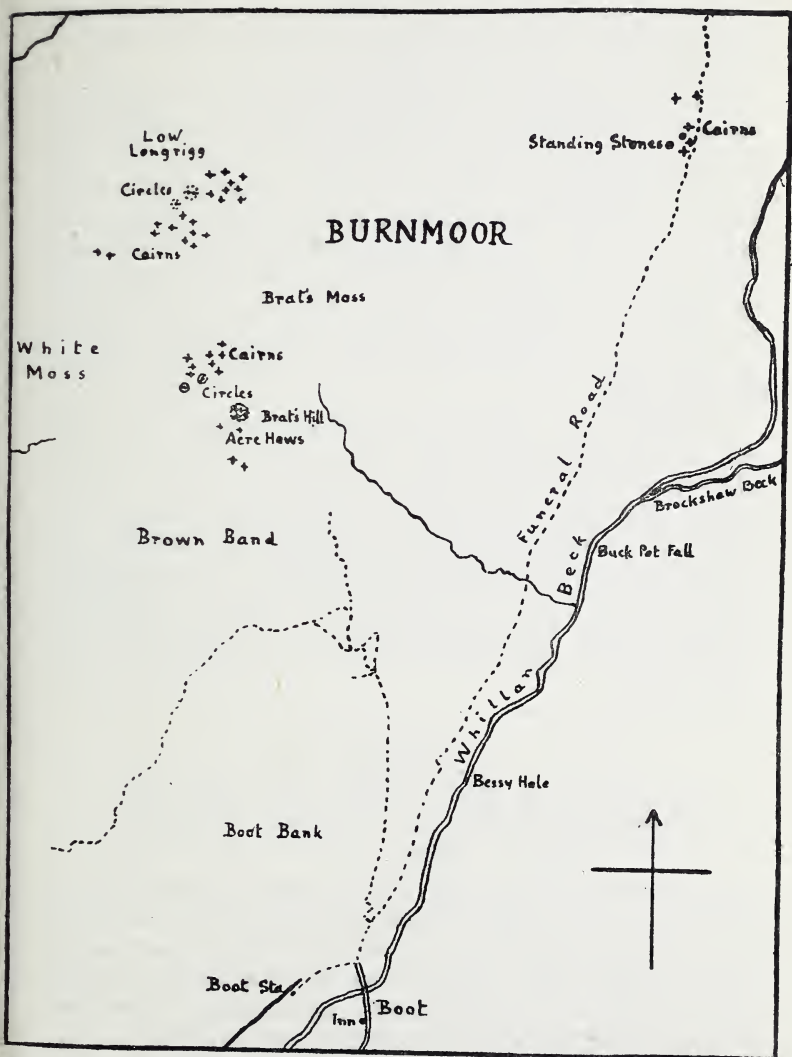 Low
Longrigg
Circles
Cairns
Standing Stones
Cairns
BURNMOOR
Brat's Moss
White
Moss
Cairns
Circles
Brat's Hill
Acre Hows
Funeral Road
Brockshaw Beck
Brown Band
Buck Pot Fall
Whillan Beck
Bessy Hole
Boot Bank
Boot Sta
Boot
Inn